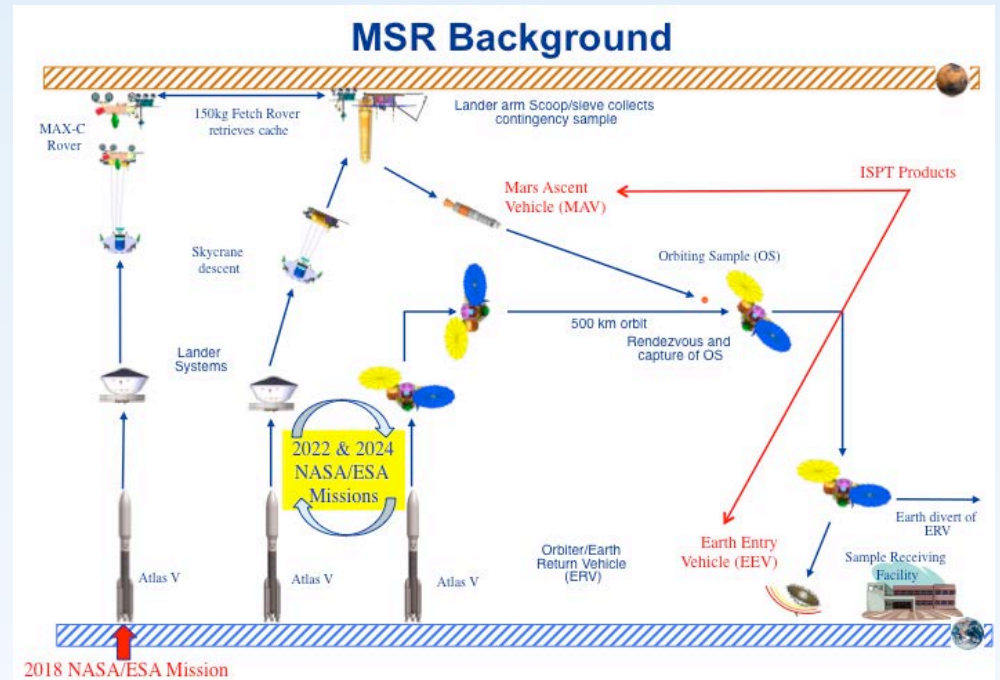 MSR Background
MAX-C
Rover
150kg Fetch Rover
retrieves cache
Lander arm Scoop/sieve collects
contingency sample
ISPT Products
Mars Ascent
Vehicle (MAV)
Skycrane
descent
Orbiting Sample (OS)
500 km orbit
Rendezvous and
capture of OS
Lander
Systems
2022 & 2024
NASA/ESA
Missions
Earth divert of
ERV
Earth Entry
Vehicle (EEV)
Orbiter/Earth
Return Vehicle
(ERV)
Sample Receiving
Facility
Atlas V
Atlas V
Atlas V
2018 NASA/ESA Mission